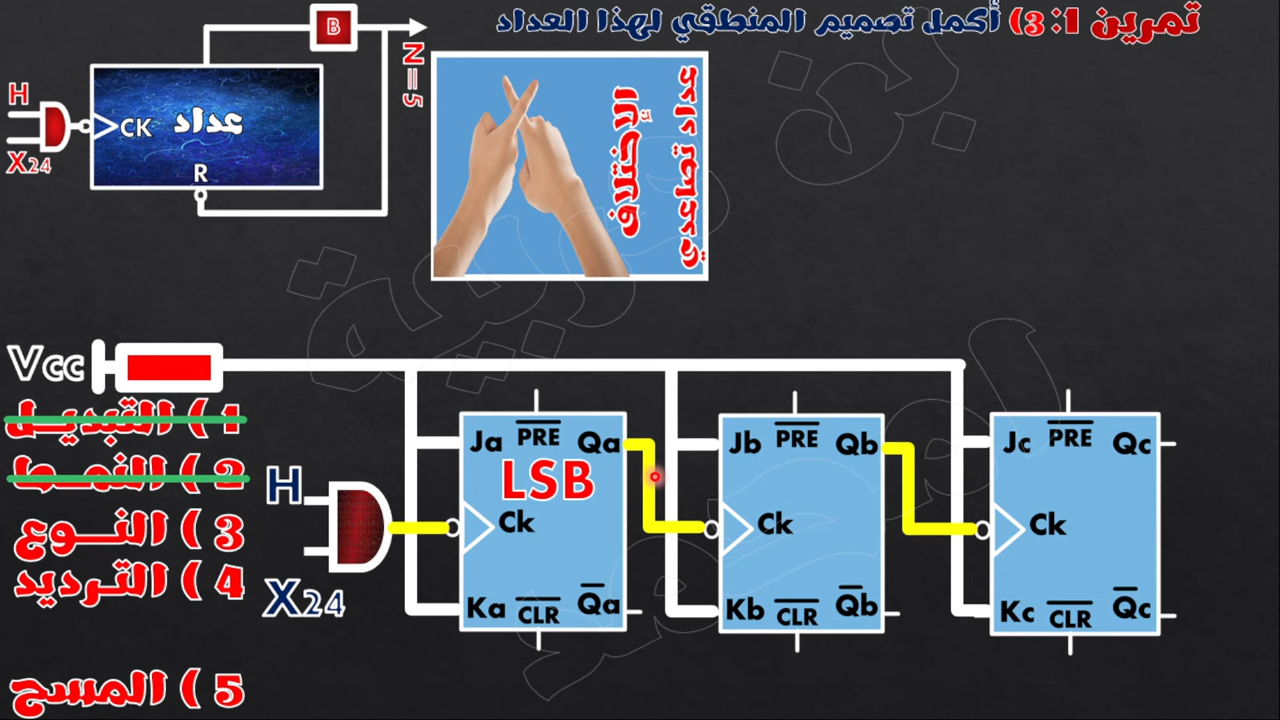 تمرين 1: 3) أكمل تصميم المنطقي لهذا العداد
B
N=5
H
X24
CK
عداد
R
عداد تصاعدي
الإختلاف
Vcc
1 ) التبديل
2 ) النمط
3 ) النوع
4 ) الترديد
5 ) المسح
H
X24
Ja PRE Qa
LSB
Ck
Ka CLR Qa
Jb PRE Qb
Ck
Kb CLR Qb
Jc PRE Qc
Ck
Kc CLR Qc